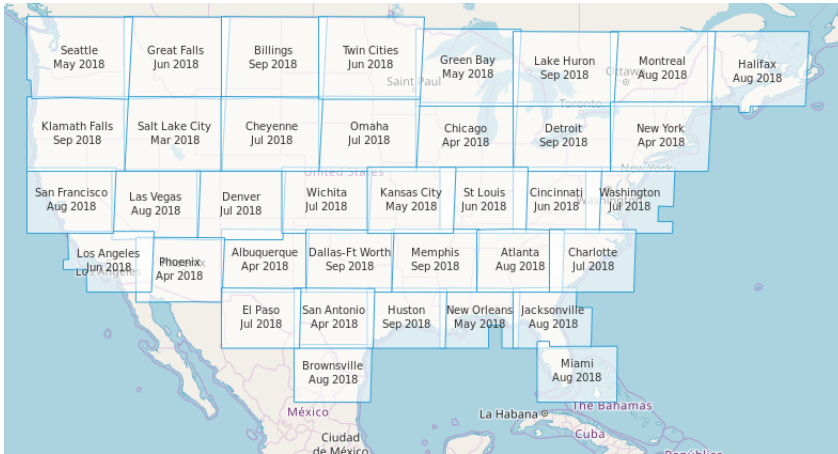 Seattle
May 2018
Great Falls
Jun 2018
Billings
Sep 2018
Twin Cities
Jun 2018
Green Bay
May 2018
Lake Huron
Sep 2018
Montreal
Aug 2018
Halifax
Aug 2018
Saint Paul
Ottawa
Toronto
Klamath Falls
Sep 2018
Salt Lake City
Mar 2018
Cheyenne
Jul 2018
Omaha
Jul 2018
Chicago
Apr 2018
Detroit
Sep 2018
New York
Apr 2018
United States
New York
San Francisco
Aug 2018
Las Vegas
Aug 2018
Denver
Jul 2018
Wichita
Jul 2018
Kansas City
May 2018
St Louis
Jun 2018
Cincinnati
Jun 2018
Washington
Jul 2018
Washington
Los Angeles
Jun 2018
Los Angeles
Phoenix
Apr 2018
Albuquerque
Apr 2018
Dallas-Ft Worth
Sep 2018
Memphis
Sep 2018
Atlanta
Aug 2018
Charlotte
Jul 2018
El Paso
Jul 2018
San Antonio
Apr 2018
Huston
Sep 2018
New Orleans
May 2018
Jacksonville
Aug 2018
Brownsville
Aug 2018
Miami
Aug 2018
México
La Habana
The Bahamas
Cuba
Ciudad
de México